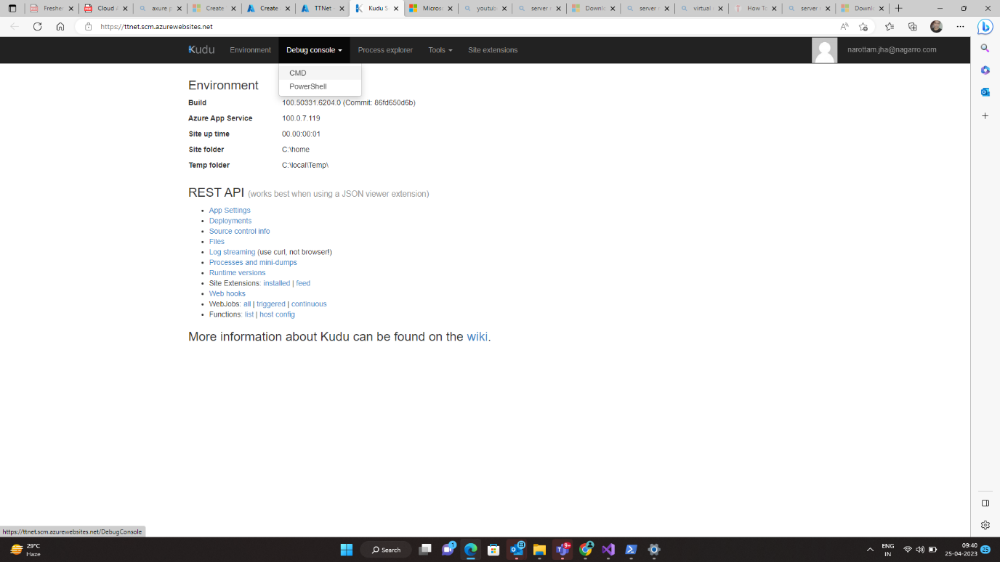 Freshe
Cloud A
axure p
Create
Create
TTNet
Kudu S
Micros
youtub
server r
Downlo
server r
virtual
How To
server r
Downlo
https://ttnet.scm.azurewebsites.net
Kudu Environment Debug console Process explorer Tools Site extensions narottam.jha@nagarro.com
CMD
PowerShell
Environment
Build 100.50331.6204.0 (Commit: 86fd650d6b)
Azure App Service 100.0.7.119
Site up time 00.00:00:01
Site folder C:\home
Temp folder C:\local\Temp\
REST API (works best when using a JSON viewer extension)
App Settings
Deployments
Source control info
Files
Log streaming (use curl, not browser!)
Processes and mini-dumps
Runtime versions
Site Extensions: installed | feed
Web hooks
WebJobs: all | triggered | continuous
Functions: list | host config
More information about Kudu can be found on the wiki.
https://ttnet.scm.azurewebsites.net/DebugConsole
29°C
Haze
Search
1
9+
ENG
IN
09:40
25-04-2023
25